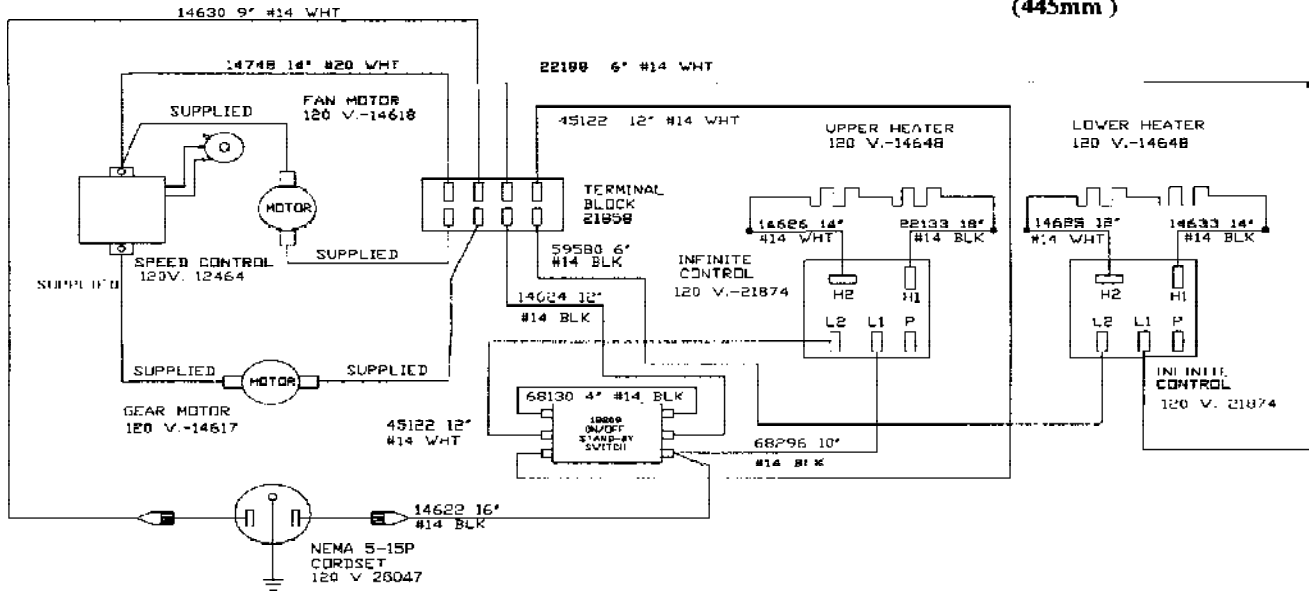 (445mm )
14630 9" #14 WHT
14748 14" #20 WHT
22188 6" #14 WHT
FAN MOTOR
120 V.-14618
SUPPLIED
45122 12" #14 WHT
UPPER HEATER
120 V.-14648
LOWER HEATER
120 V.-14648
MOTOR
TERMINAL
BLOCK
21858
14626 14"
#14 WHT
22133 18"
#14 BLK
14625 12"
#14 WHT
14633 14"
#14 BLK
SUPPLIED
59580 6"
#14 BLK
SPEED CONTROL
120V. 12464
SUPPLIED
INFINITE
CONTROL
120 V.-21874
H2
H1
H2
H1
14624 12"
#14 BLK
L2
L1
P
L2
L1
P
SUPPLIED
MOTOR
SUPPLIED
INFINITE
CONTROL
120 V. 21874
68130 4" #14 BLK
GEAR MOTOR
120 V.-14617
45122 12"
#14 WHT
ON/OFF
STAND-BY
SWITCH
68296 10"
#14 BLK
14622 16"
#14 BLK
NEMA 5-15P
CORDSET
120 V 26047